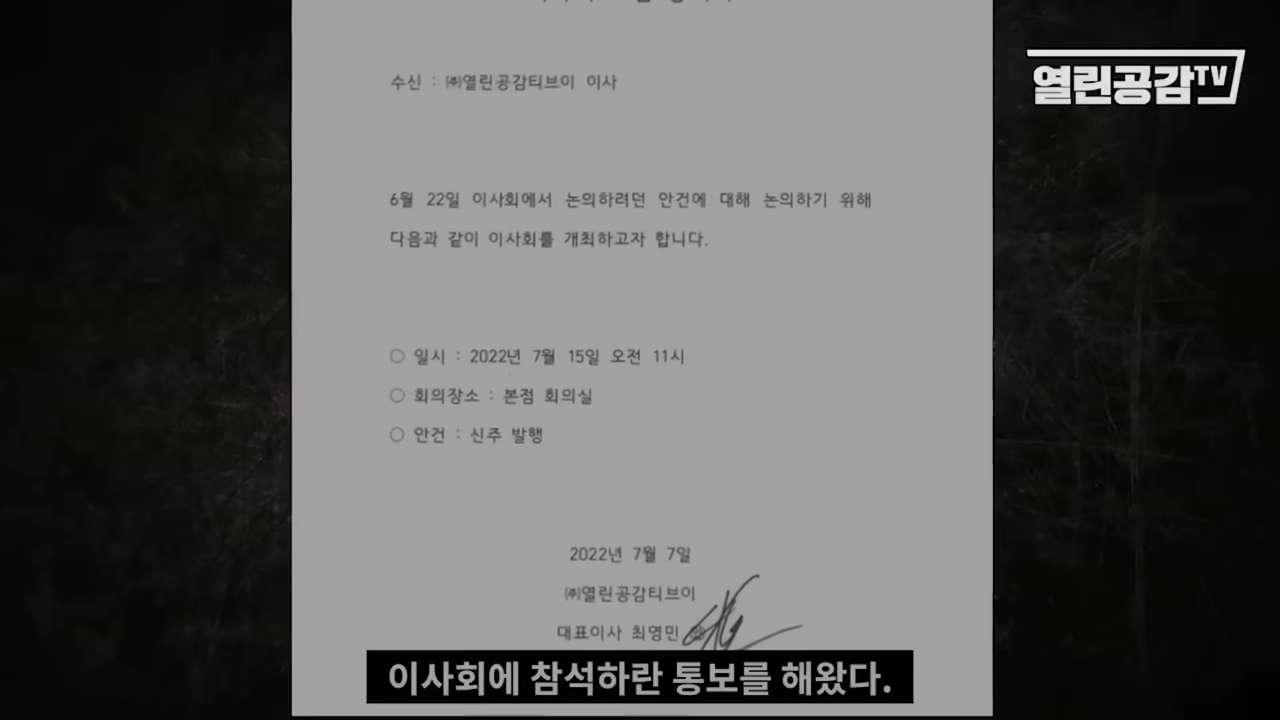 열린공감TV
수신 : ㈜열린공감티브이 이사
6월 22일 이사회에서 논의하려던 안건에 대해 논의하기 위해
다음과 같이 이사회를 개최하고자 합니다.
○ 일시 : 2022년 7월 15일 오전 11시
○ 회의장소 : 본점 회의실
○ 안건 : 신주 발행
2022년 7월 7일
㈜열린공감티브이
대표이사 최영민
이사회에 참석하란 통보를 해왔다.